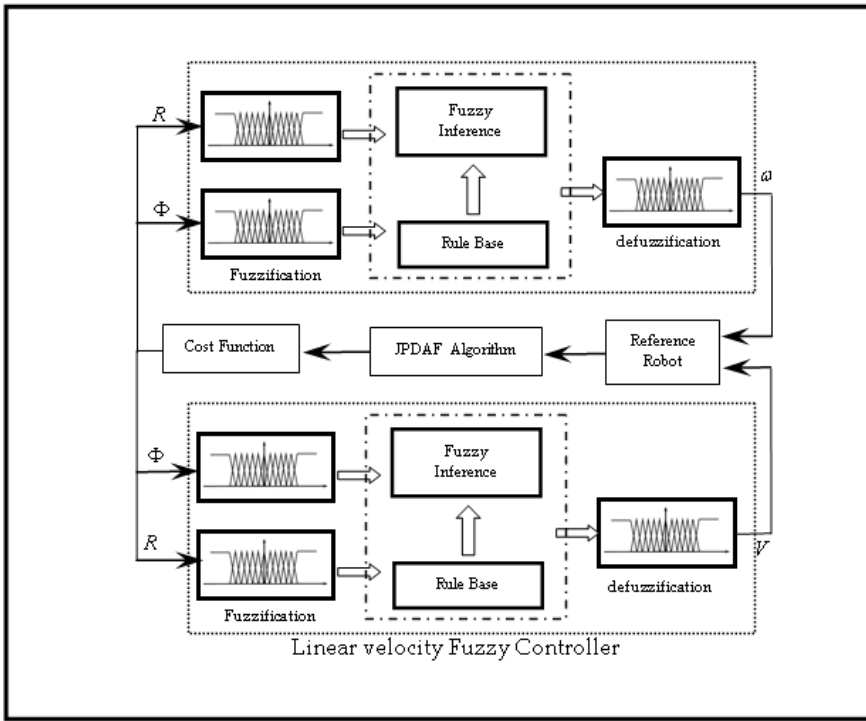 R
Fuzzy
Inference
Φ
Rule Base
Fuzzification
ω
defuzzification
Cost Function
JPDAF Algorithm
Reference
Robot
Φ
Fuzzy
Inference
R
Rule Base
Fuzzification
V
defuzzification
Linear velocity Fuzzy Controller